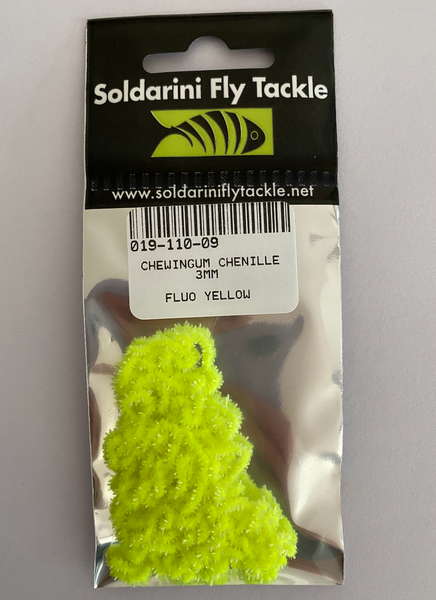 Soldarini Fly Tackle
www.soldariniflytackle.net
019-110-09
CHEWINGUM CHENILLE
3MM
FLUO YELLOW